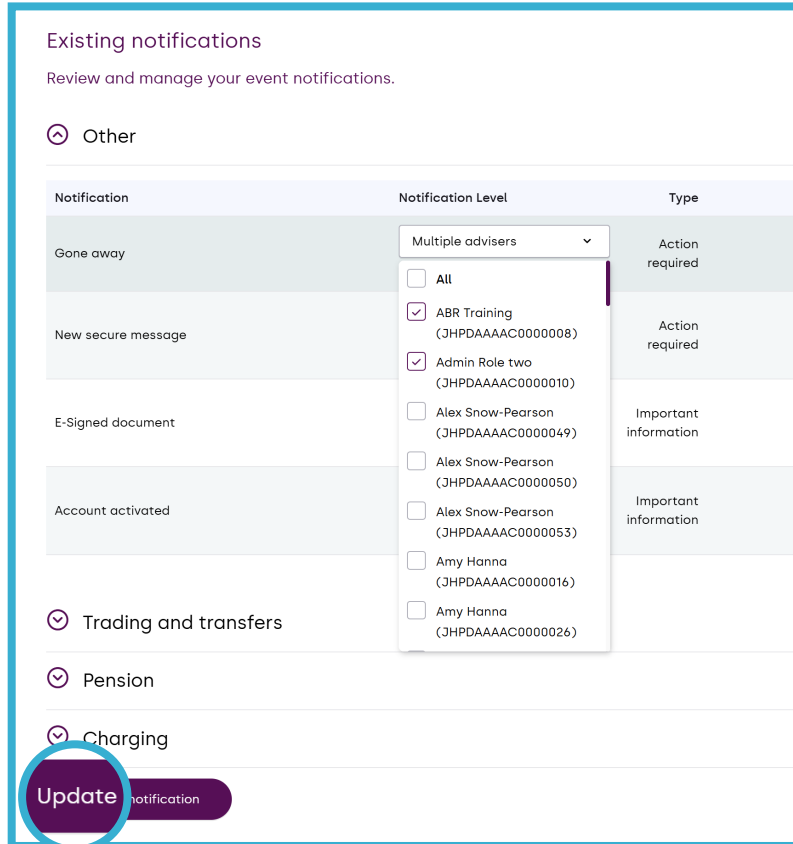 Existing notifications
Review and manage your event notifications.
Other
Notification Notification Level Type
Gone away
Multiple advisers
Action
required
All
ABR Training
(JHPDAAAAC0000008)
New secure message
Action
required
Admin Role two
(JHPDAAAAC0000010)
Alex Snow-Pearson
(JHPDAAAAC0000049)
E-Signed document
Important
information
Alex Snow-Pearson
(JHPDAAAAC0000050)
Alex Snow-Pearson
(JHPDAAAAC0000053)
Account activated
Important
information
Amy Hanna
(JHPDAAAAC0000016)
Amy Hanna
(JHPDAAAAC0000026)
Trading and transfers
Pension
Charging
Update notification